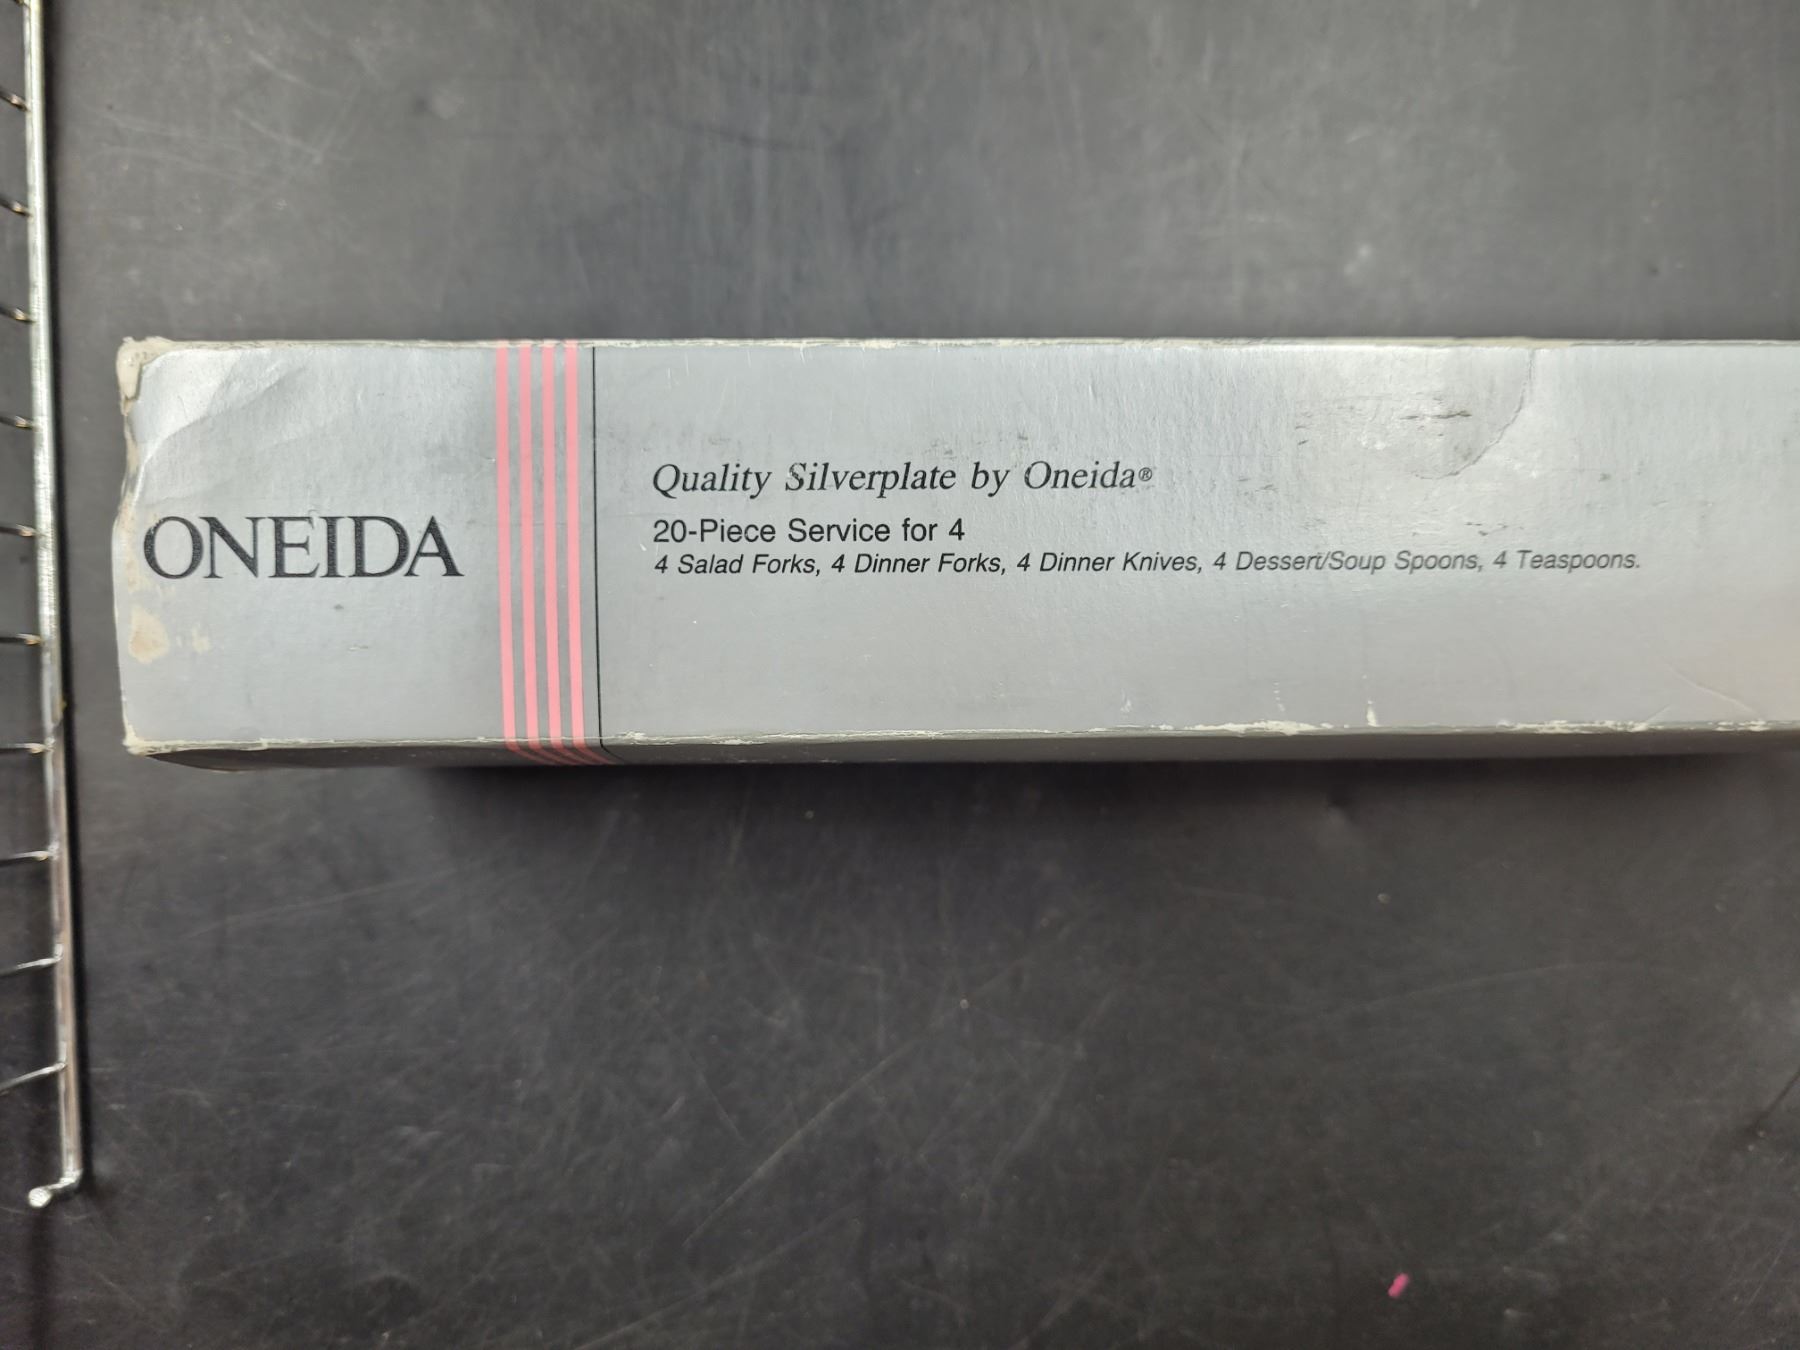 ONEIDA
Quality Silverplate by Oneida®
20-Piece Service for 4
4 Salad Forks, 4 Dinner Forks, 4 Dinner Knives, 4 Dessert/Soup Spoons, 4 Teaspoons.